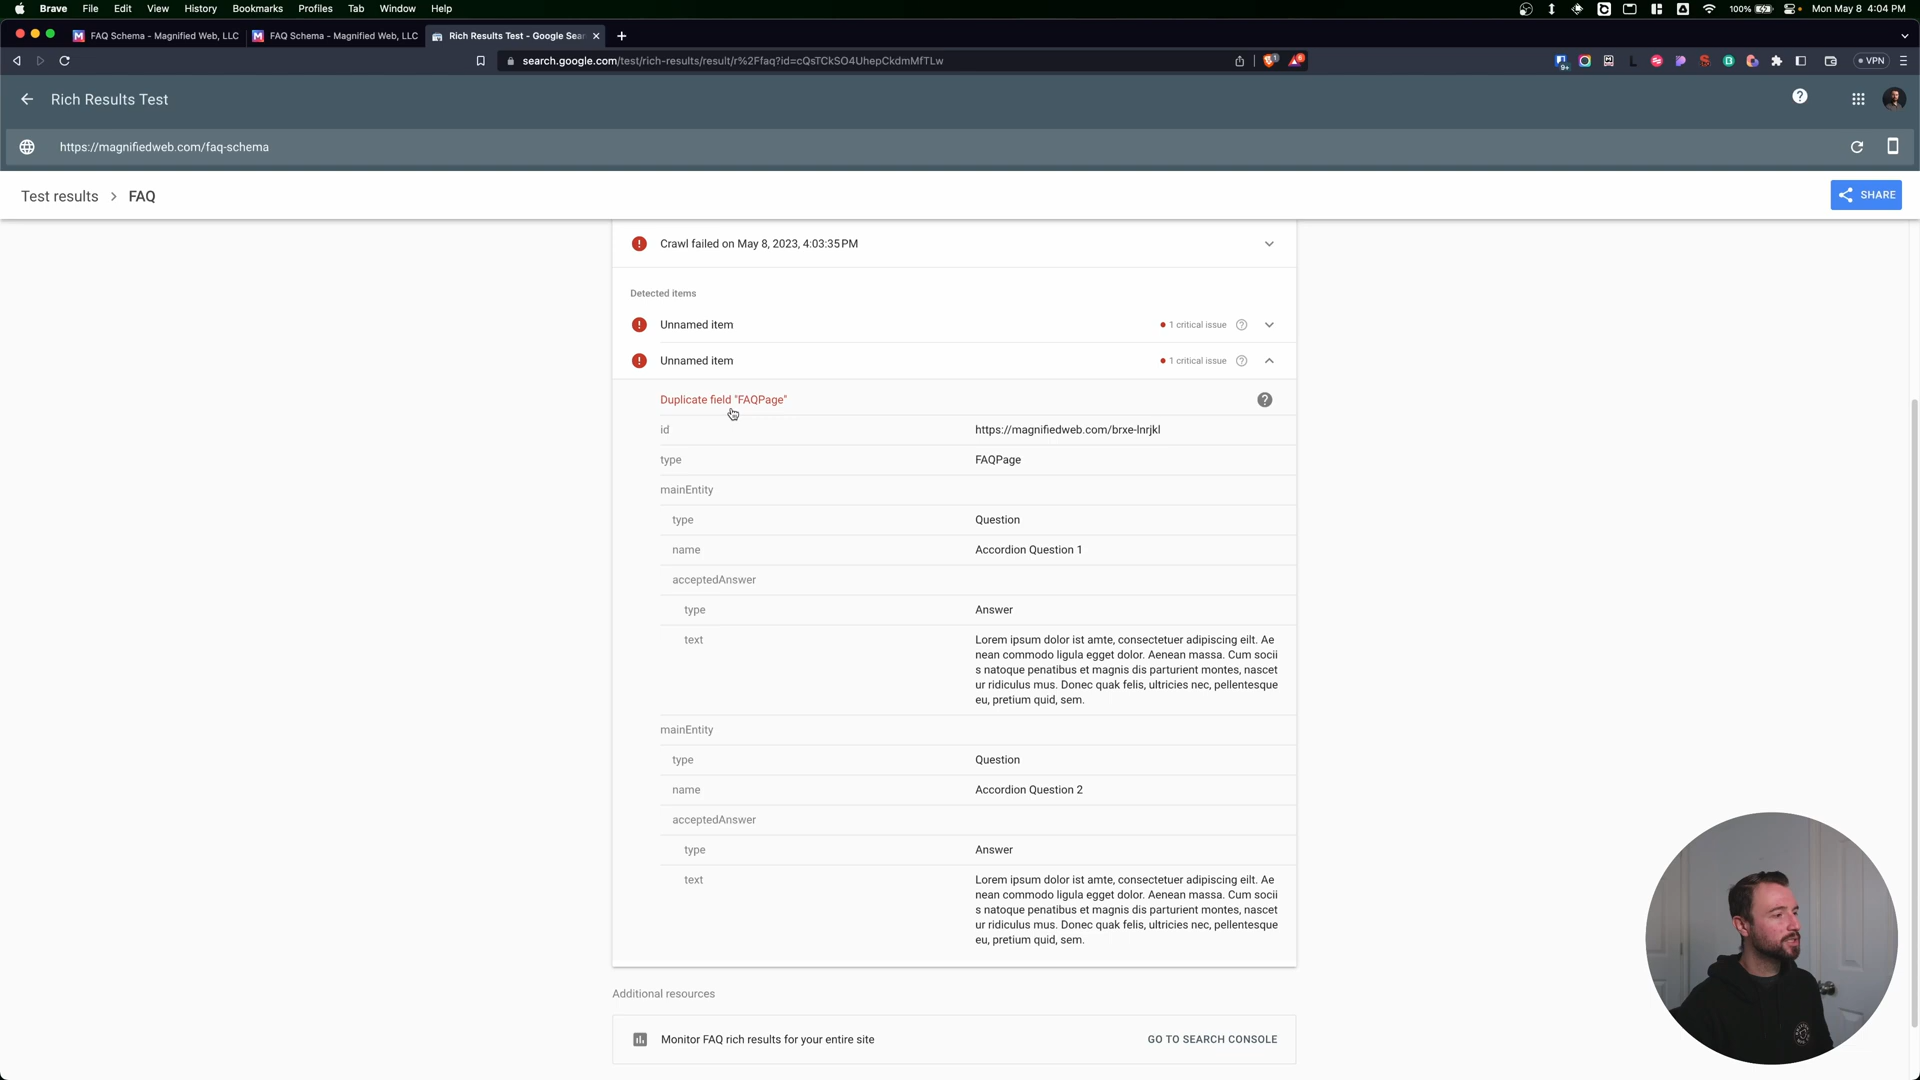 Brave File Edit View History Bookmarks Profiles Tab Window Help 100% Mon May 8 4:04 PM
FAQ Schema - Magnified Web, LLC FAQ Schema - Magnified Web, LLC Rich Results Test - Google Sear
search.google.com/test/rich-results/result/r%2Ffaq?id=cQsTCkSO4UhepCkdmMfTLw VPN
Rich Results Test
https://magnifiedweb.com/faq-schema
Test results > FAQ SHARE
Crawl failed on May 8, 2023, 4:03:35 PM
Detected items
Unnamed item 1 critical issue
Unnamed item 1 critical issue
Duplicate field "FAQPage"
id https://magnifiedweb.com/brxe-lnrjkl
type FAQPage
mainEntity
type Question
name Accordion Question 1
acceptedAnswer
type Answer
text Lorem ipsum dolor ist amte, consectetuer adipiscing eilt. Ae
nean commodo ligula egget dolor. Aenean massa. Cum socii
s natoque penatibus et magnis dis parturient montes, nascet
ur ridiculus mus. Donec quak felis, ultricies nec, pellentesque
eu, pretium quid, sem.
mainEntity
type Question
name Accordion Question 2
acceptedAnswer
type Answer
text Lorem ipsum dolor ist amte, consectetuer adipiscing eilt. Ae
nean commodo ligula egget dolor. Aenean massa. Cum socii
s natoque penatibus et magnis dis parturient montes, nascet
ur ridiculus mus. Donec quak felis, ultricies nec, pellentesque
eu, pretium quid, sem.
Additional resources
Monitor FAQ rich results for your entire site GO TO SEARCH CONSOLE